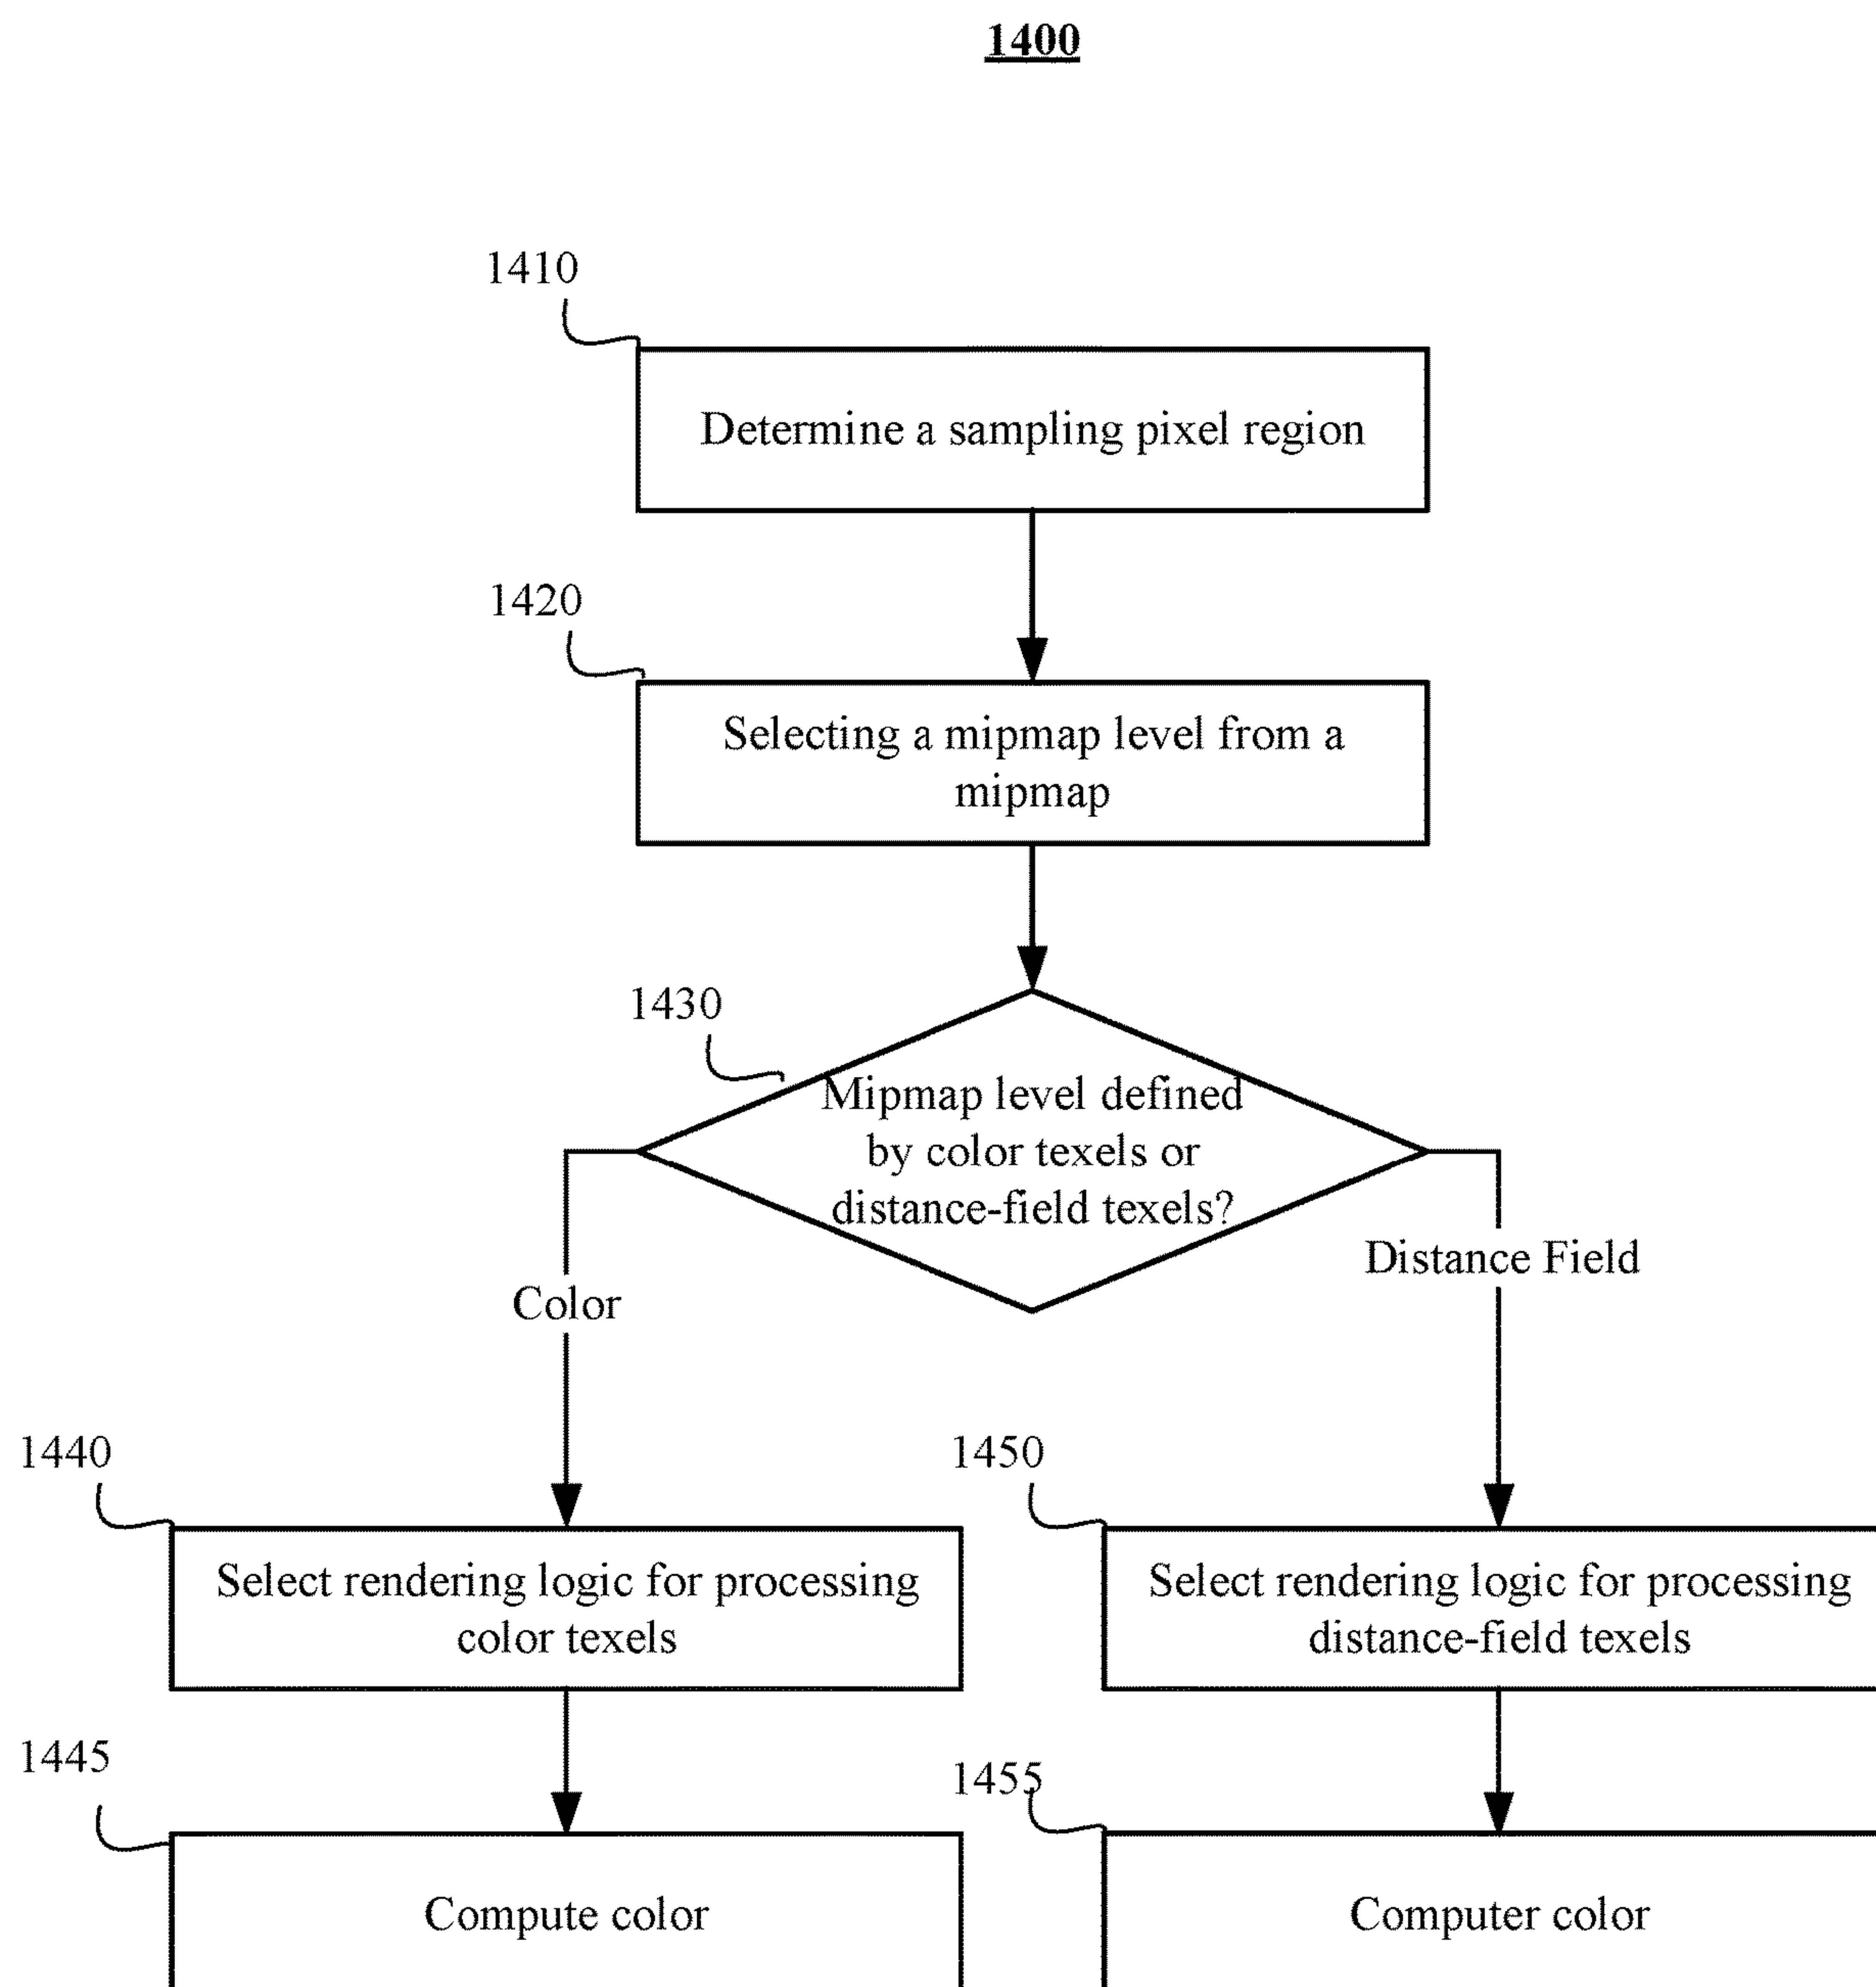 1400
1410
Determine a sampling pixel region
1420
Selecting a mipmap level from a
mipmap
1430
Mipmap level defined
by color texels or
distance-field texels?
Color
Distance Field
1440
Select rendering logic for processing
color texels
1450
Select rendering logic for processing
distance-field texels
1445
Compute color
1455
Computer color